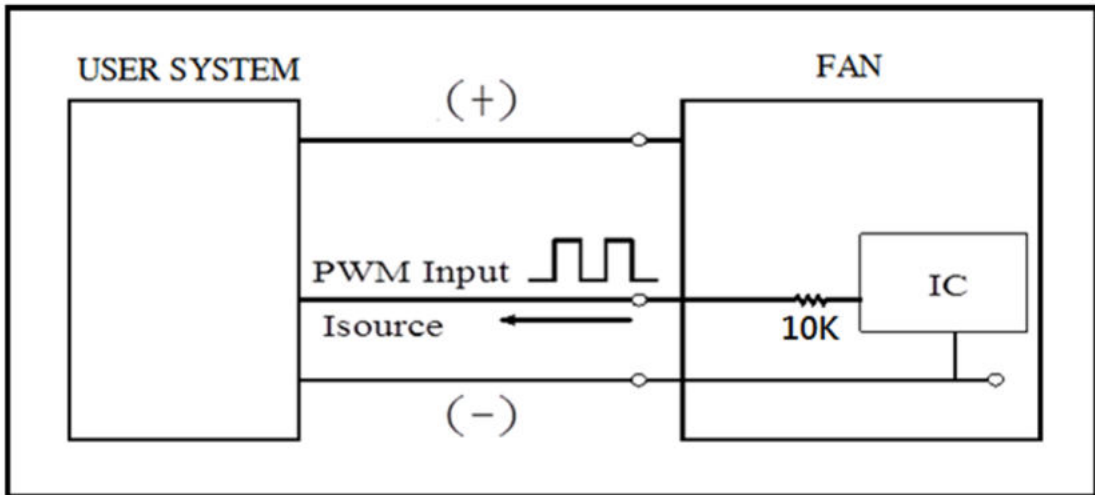 USER SYSTEM
FAN
(+)
PWM Input
IC
Isource
10K
(-)